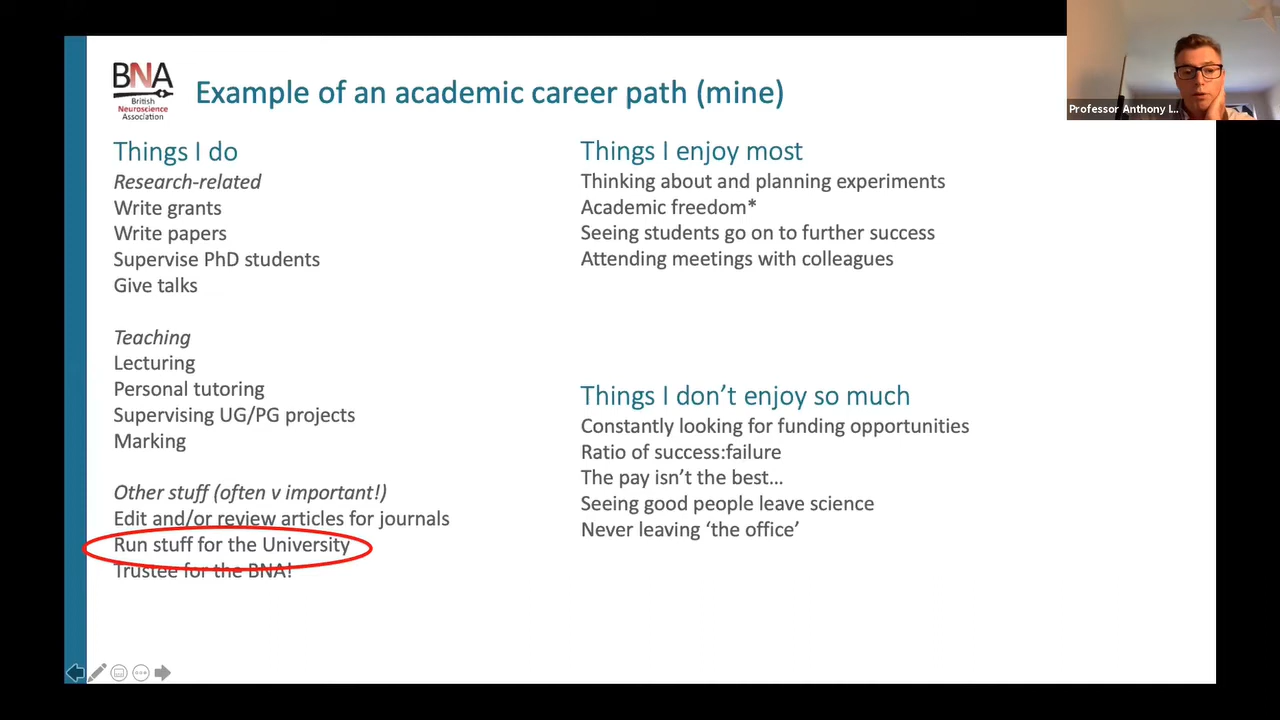 BNA
British
Neuroscience
Association
Example of an academic career path (mine)
Things I do
Research-related
Write grants
Write papers
Supervise PhD students
Give talks
Teaching
Lecturing
Personal tutoring
Supervising UG/PG projects
Marking
Other stuff (often v important!)
Edit and/or review articles for journals
Run stuff for the University
Trustee for the BNA!
Things I enjoy most
Thinking about and planning experiments
Academic freedom*
Seeing students go on to further success
Attending meetings with colleagues
Things I don’t enjoy so much
Constantly looking for funding opportunities
Ratio of success:failure
The pay isn’t the best…
Seeing good people leave science
Never leaving ‘the office’
Professor Anthony I...